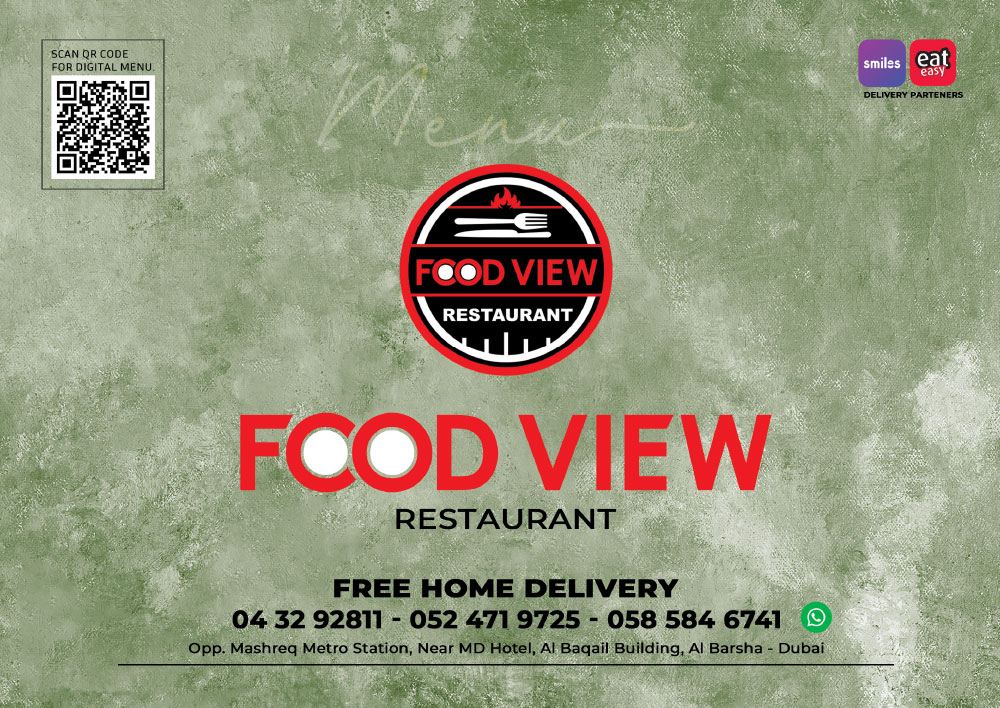 SCAN QR CODE
FOR DIGITAL MENU
smiles
eat
easy
DELIVERY PARTENERS
Menu
FOOD VIEW
RESTAURANT
FOOD VIEW
RESTAURANT
FREE HOME DELIVERY
04 32 92811 - 052 471 9725 - 058 584 6741
Opp. Mashreq Metro Station, Near MD Hotel, Al Baqail Building, Al Barsha - Dubai